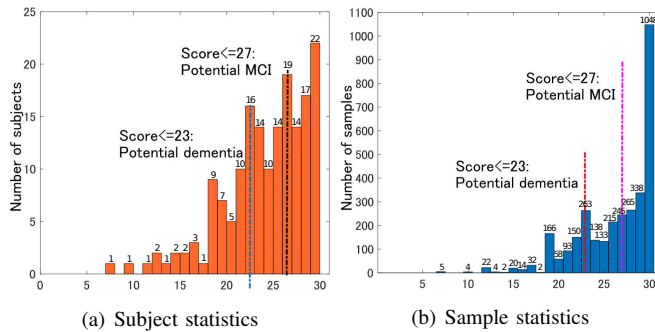 25
20
15
10
5
0
Number of subjects
0 5 10 15 20 25 30
Score<=27:
Potential MCI
Score<=23:
Potential dementia
1 1 1 2 1 2 2 3 1 9 7 5 10 16 14 10 14 19 14 17 22
(a) Subject statistics
1100
1000
900
800
700
600
500
400
300
200
100
0
Number of samples
5 10 15 20 25 30
Score<=27:
Potential MCI
Score<=23:
Potential dementia
5 4 22 4 2 20 14 32 2 166 58 93 150 263 138 133 215 245 265 338 1048
(b) Sample statistics